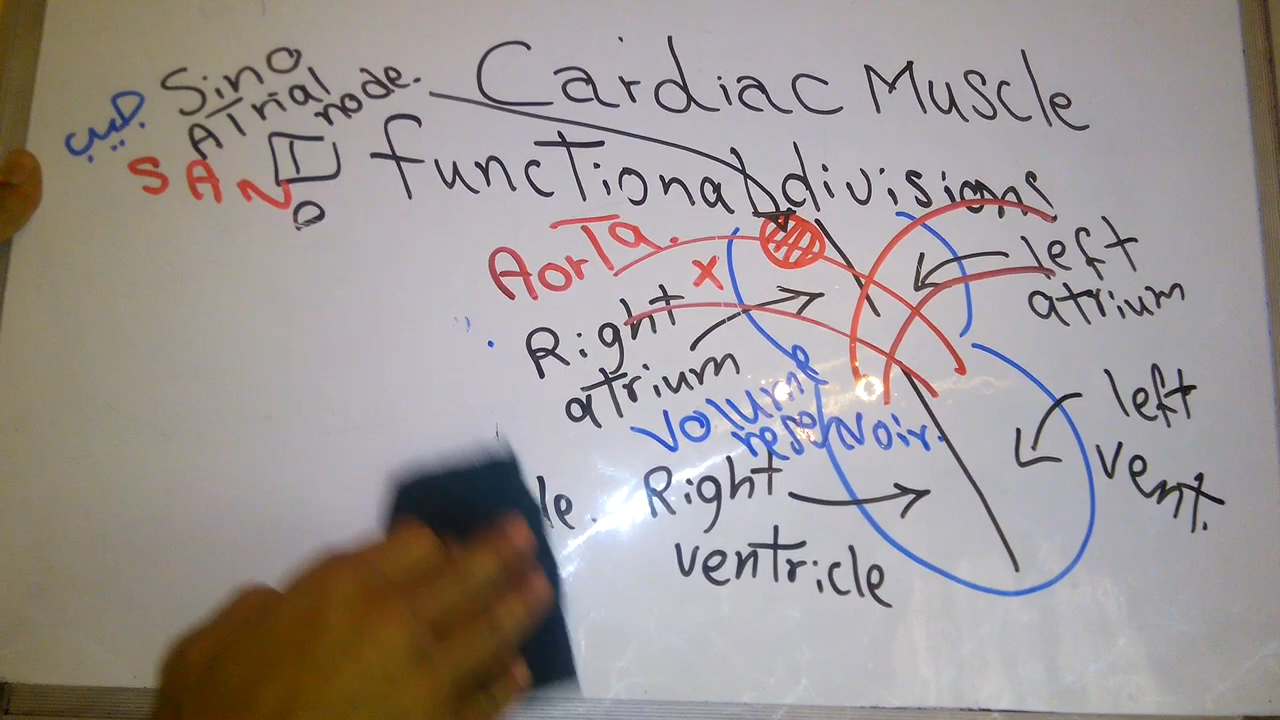 Cardiac Muscle
functional divisions
Sino
Atrial
node.
SAN
Aorta.
x
Right
atrium
volume
reservoir.
left
atrium
left
vent.
le.
Right
ventricle